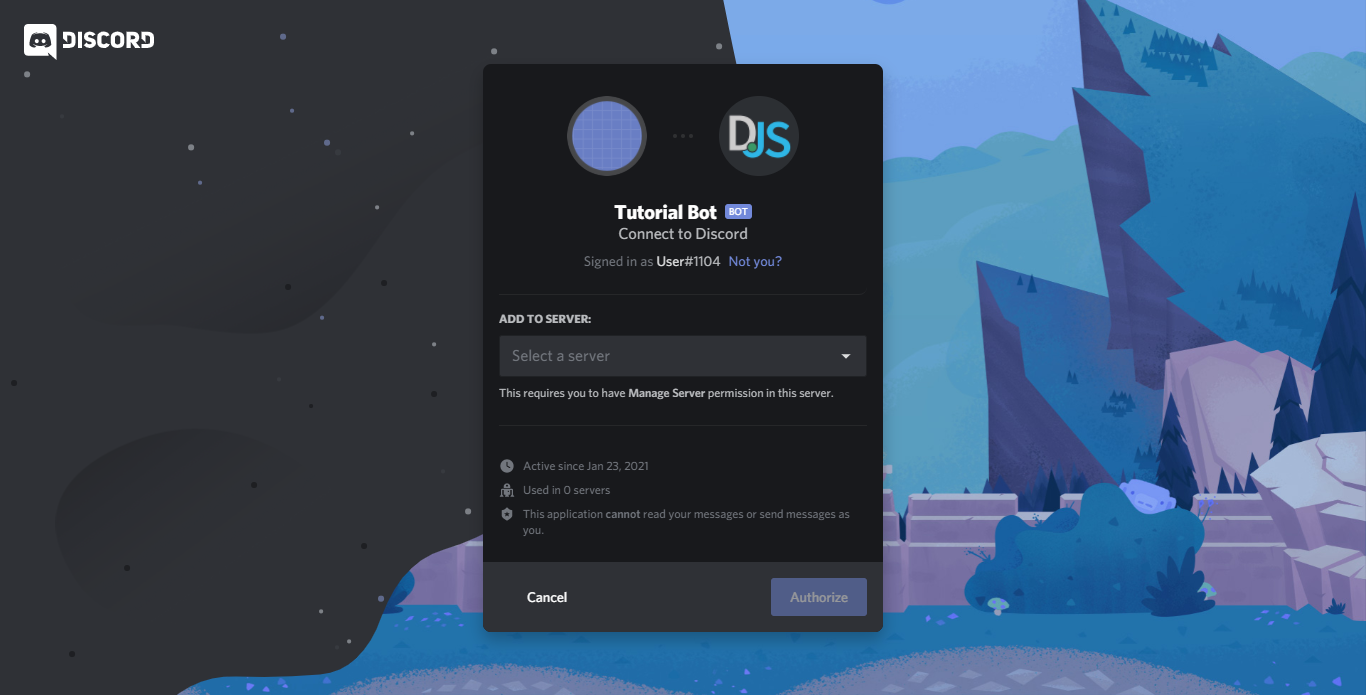 DISCORD
DJS
Tutorial Bot BOT
Connect to Discord
Signed in as User#1104 Not you?
ADD TO SERVER:
Select a server
This requires you to have Manage Server permission in this server.
Active since Jan 23, 2021
Used in 0 servers
This application cannot read your messages or send messages as
you.
Cancel Authorize